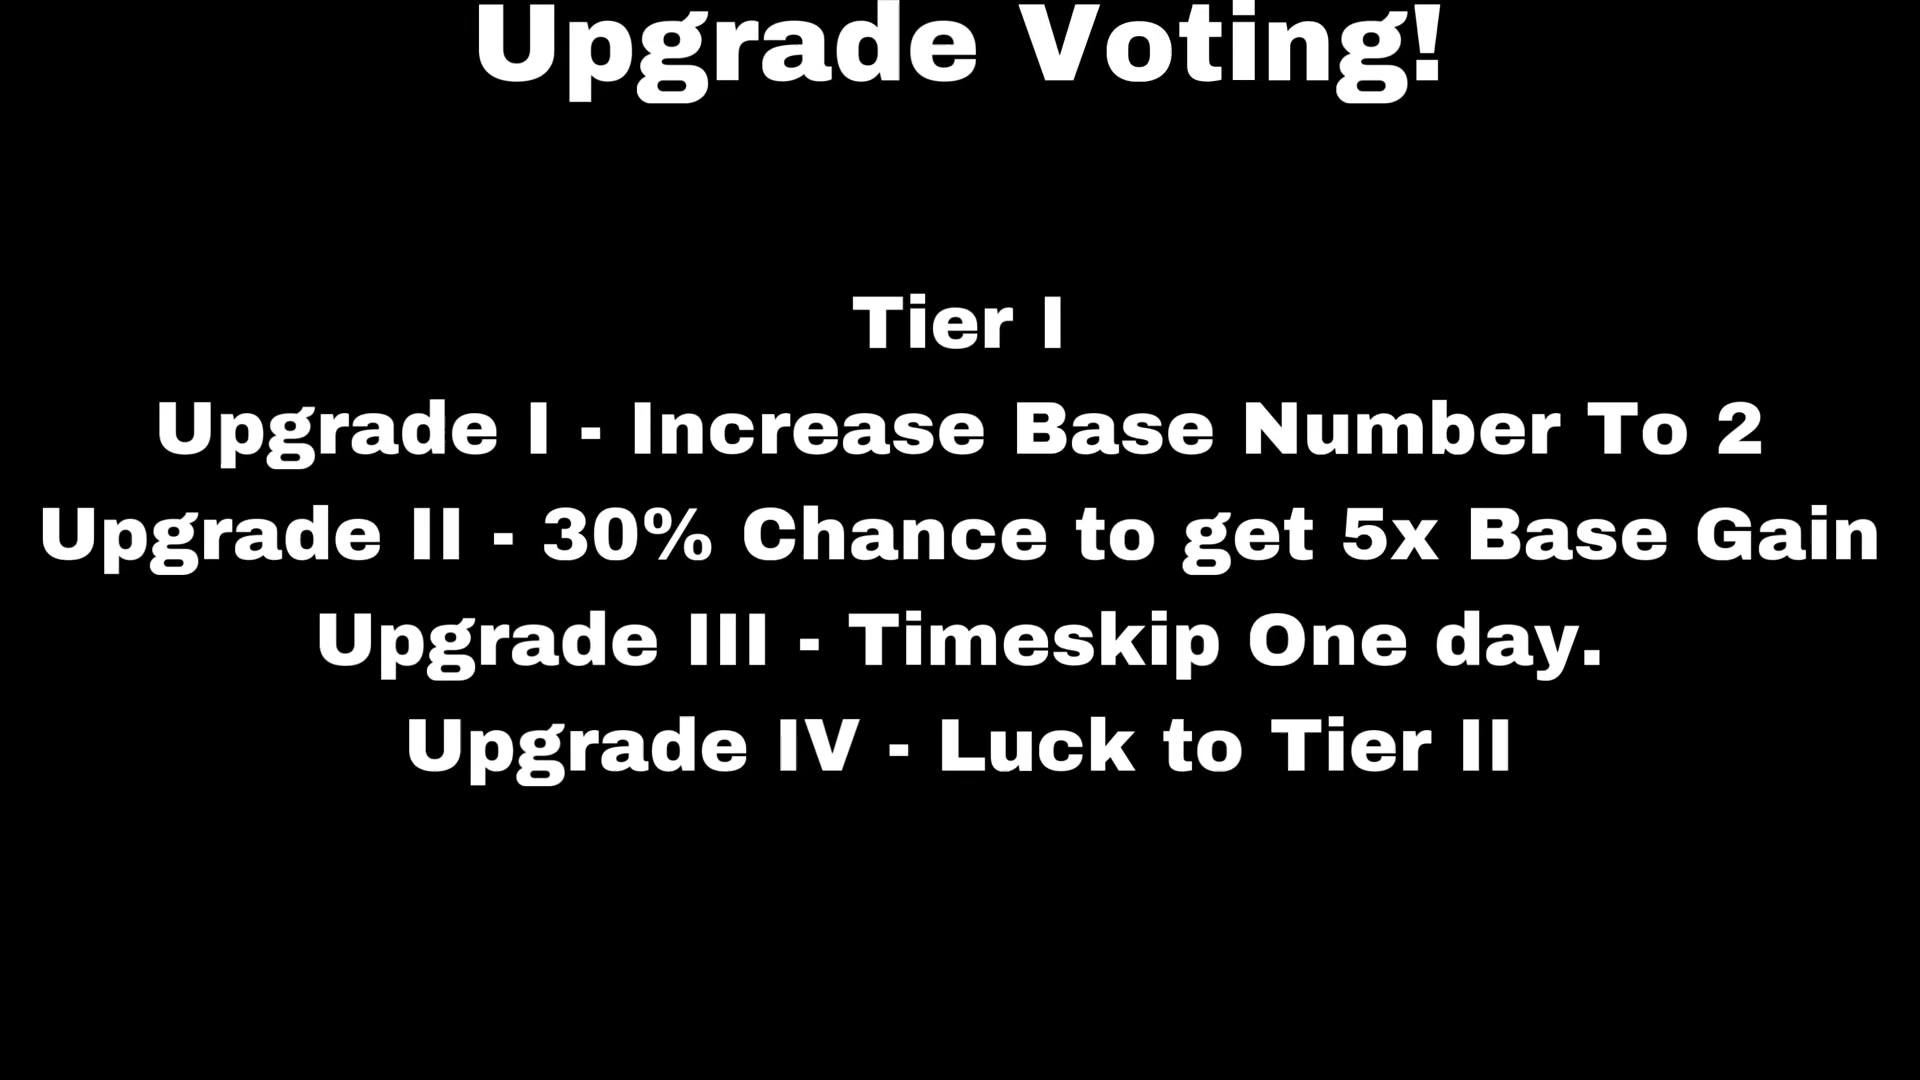 Upgrade Voting!
Tier I
Upgrade I - Increase Base Number To 2
Upgrade II - 30% Chance to get 5x Base Gain
Upgrade III - Timeskip One day.
Upgrade IV - Luck to Tier II